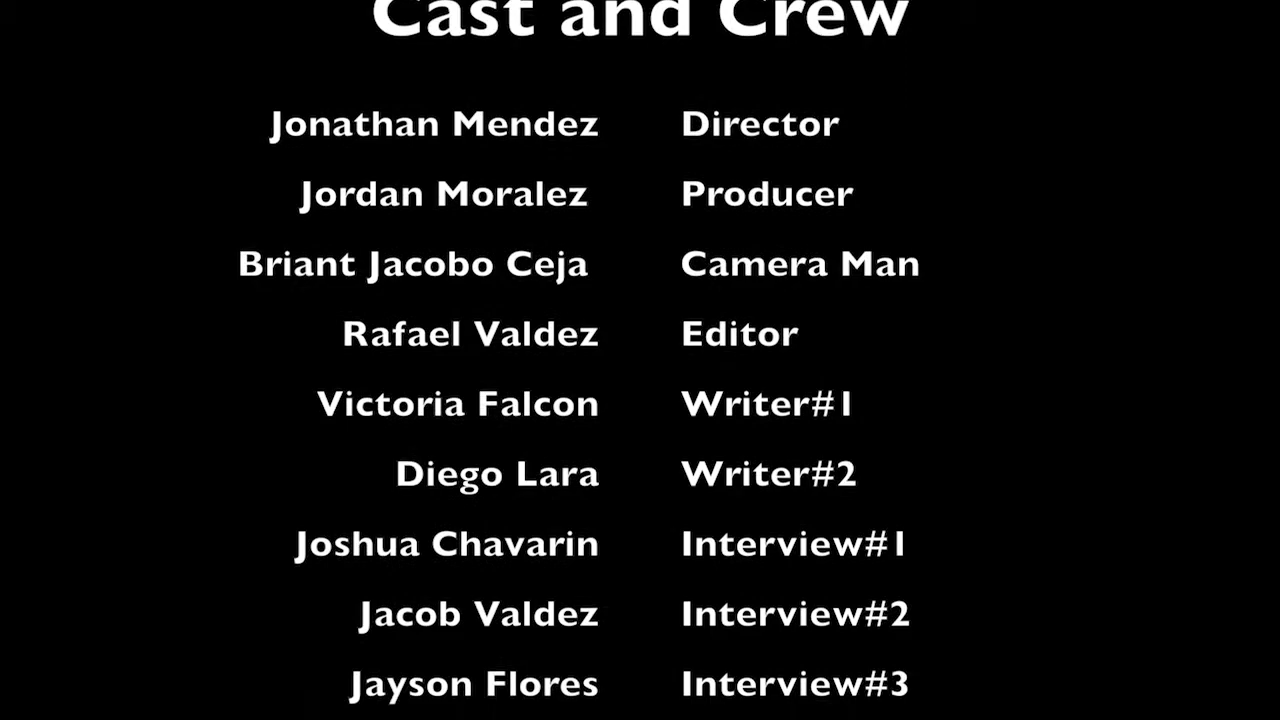 Cast and Crew
Jonathan Mendez Director
Jordan Moralez Producer
Briant Jacobo Ceja Camera Man
Rafael Valdez Editor
Victoria Falcon Writer#1
Diego Lara Writer#2
Joshua Chavarin Interview#1
Jacob Valdez Interview#2
Jayson Flores Interview#3